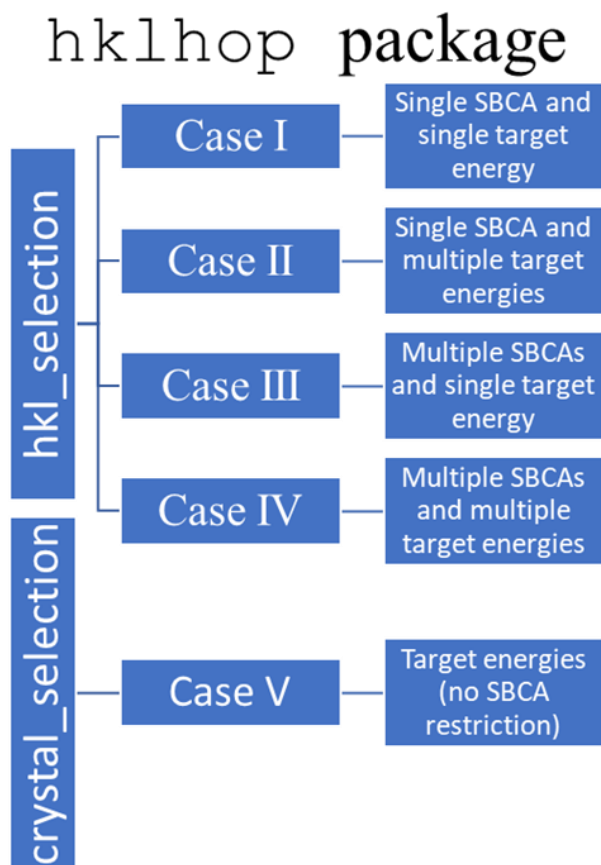 hklhop package
hkl_selection
Case I
Single SBCA and
single target
energy
Case II
Single SBCA and
multiple target
energies
Case III
Multiple SBCAs
and single target
energy
Case IV
Multiple SBCAs
and multiple
target energies
crystal_selection
Case V
Target energies
(no SBCA
restriction)